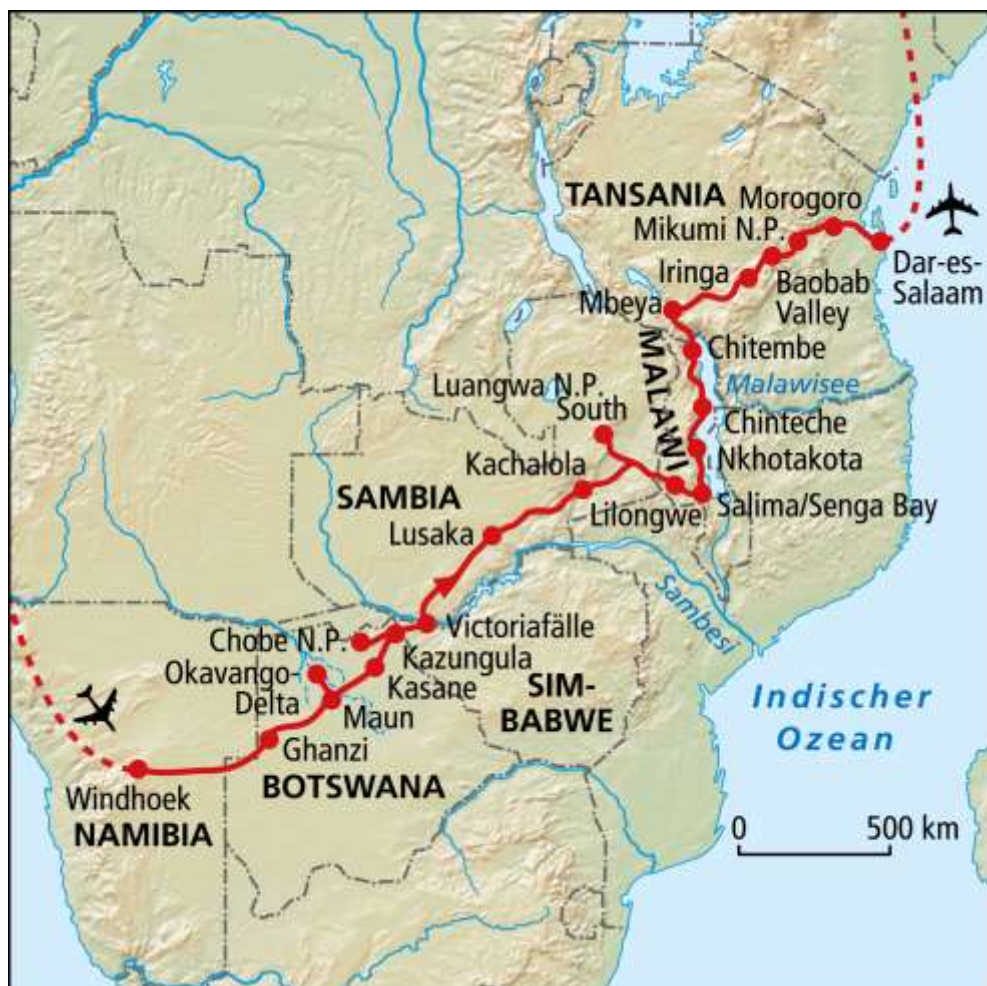 TANSANIA
Morogoro
Mikumi N.P.
Iringa
Dar-es-
Salaam
Baobab
Valley
Mbeya
Chitembe
MALAWI
Malawisee
Luangwa N.P.
South
Chinteche
Nkhotakota
Kachalola
SAMBIA
Lilongwe
Salima/Senga Bay
Lusaka
Sambesi
Chobe N.P.
Victoriafälle
Okavango-
Delta
Kazungula
Kasane
SIM-
BABWE
Maun
Indischer
Ozean
Ghanzi
BOTSWANA
Windhoek
NAMIBIA
0 500 km